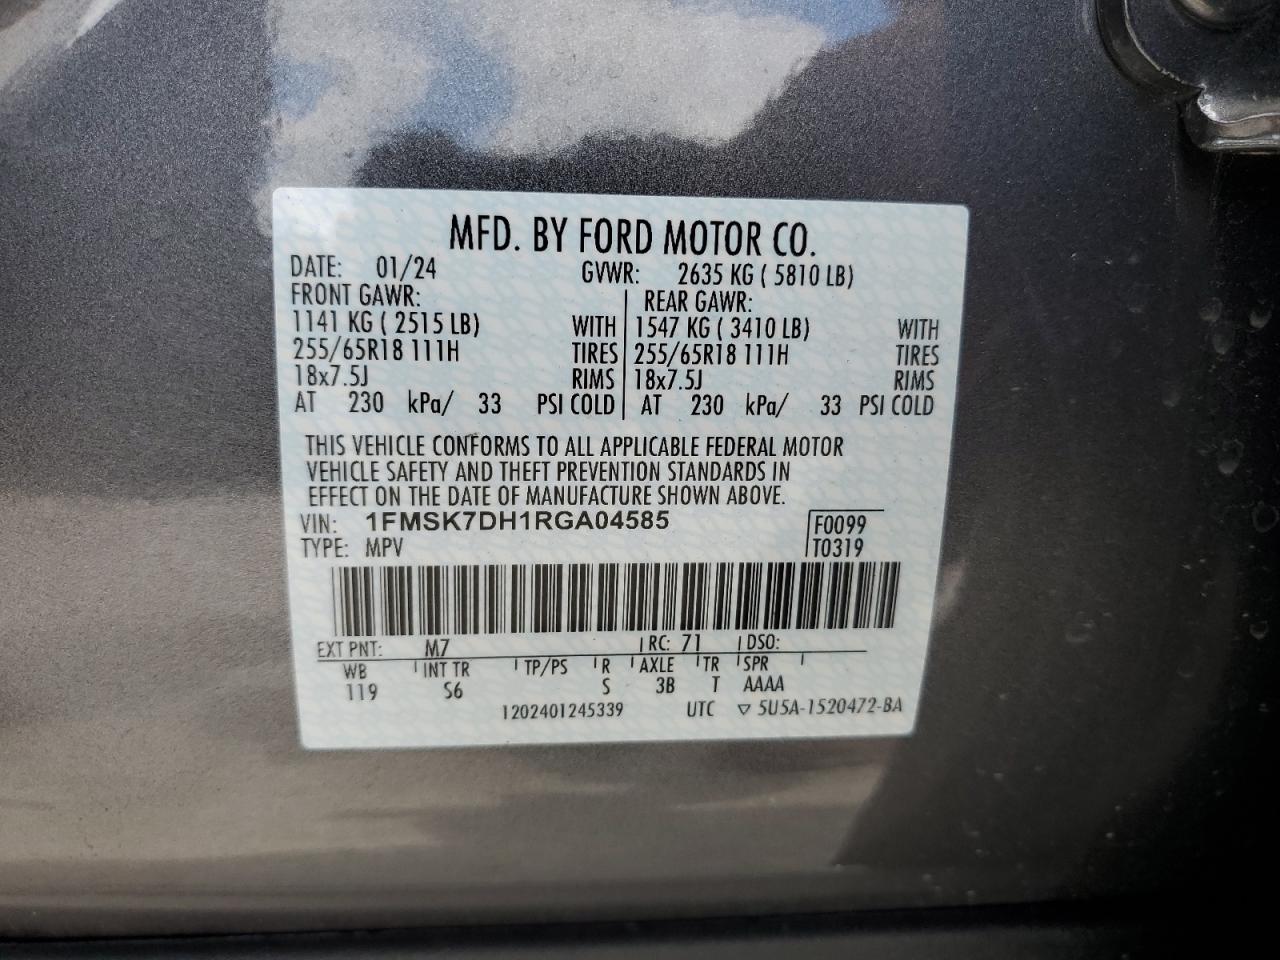 MFD. BY FORD MOTOR CO.
DATE: 01/24 GVWR: 2635 KG ( 5810 LB)
FRONT GAWR: REAR GAWR:
1141 KG ( 2515 LB) WITH 1547 KG ( 3410 LB) WITH
255/65R18 111H TIRES 255/65R18 111H TIRES
18x7.5J RIMS 18x7.5J RIMS
AT 230 kPa/ 33 PSI COLD AT 230 kPa/ 33 PSI COLD
THIS VEHICLE CONFORMS TO ALL APPLICABLE FEDERAL MOTOR
VEHICLE SAFETY AND THEFT PREVENTION STANDARDS IN
EFFECT ON THE DATE OF MANUFACTURE SHOWN ABOVE.
VIN: 1FMSK7DH1RGA04585 F0099
TYPE: MPV T0319
EXT PNT: M7 RC: 71 DSO:
WB INT TR TP/PS R AXLE TR SPR
119 S6 S 3B T AAAA
1202401245339 UTC ▽ 5U5A-1520472-BA